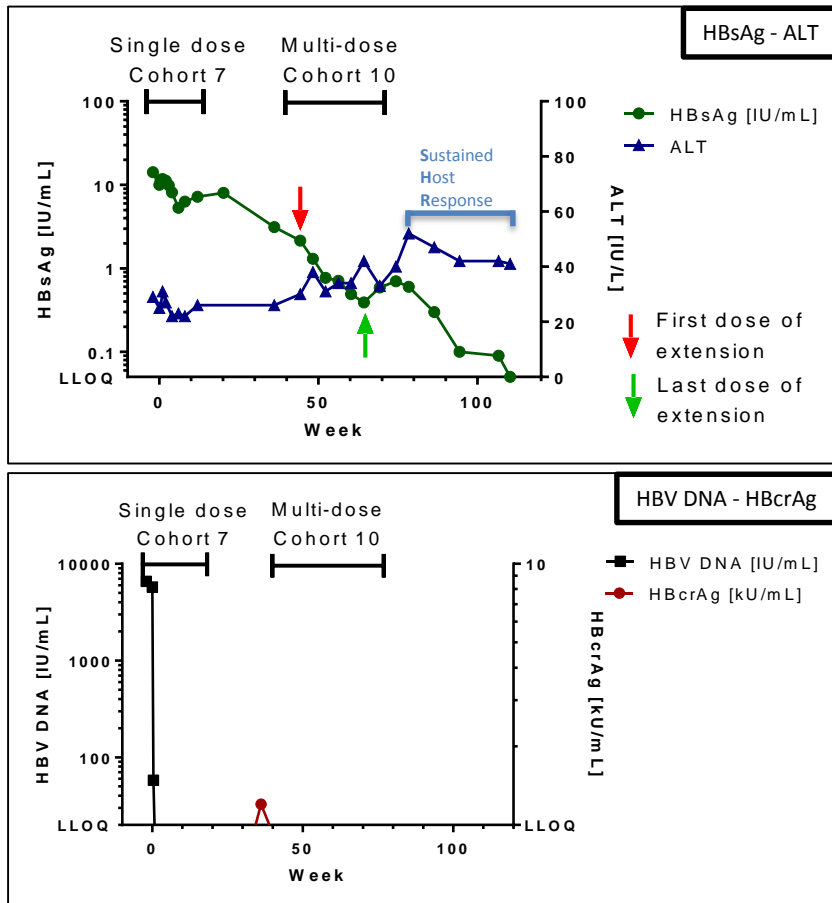 HBsAg - ALT
Single dose
Cohort 7
Multi-dose
Cohort 10
100
10
1
0.1
LLOQ
HBsAg [IU/mL]
0
50
100
Week
100
80
60
40
20
0
ALT [IU/L]
Sustained
Host
Response
HBsAg [IU/mL]
ALT
First dose of
extension
Last dose of
extension
HBV DNA - HBcrAg
Single dose
Cohort 7
Multi-dose
Cohort 10
10000
1000
100
LLOQ
HBV DNA [IU/mL]
0
50
100
Week
10
LLOQ
HBcrAg [kU/mL]
HBV DNA [IU/mL]
HBcrAg [kU/mL]